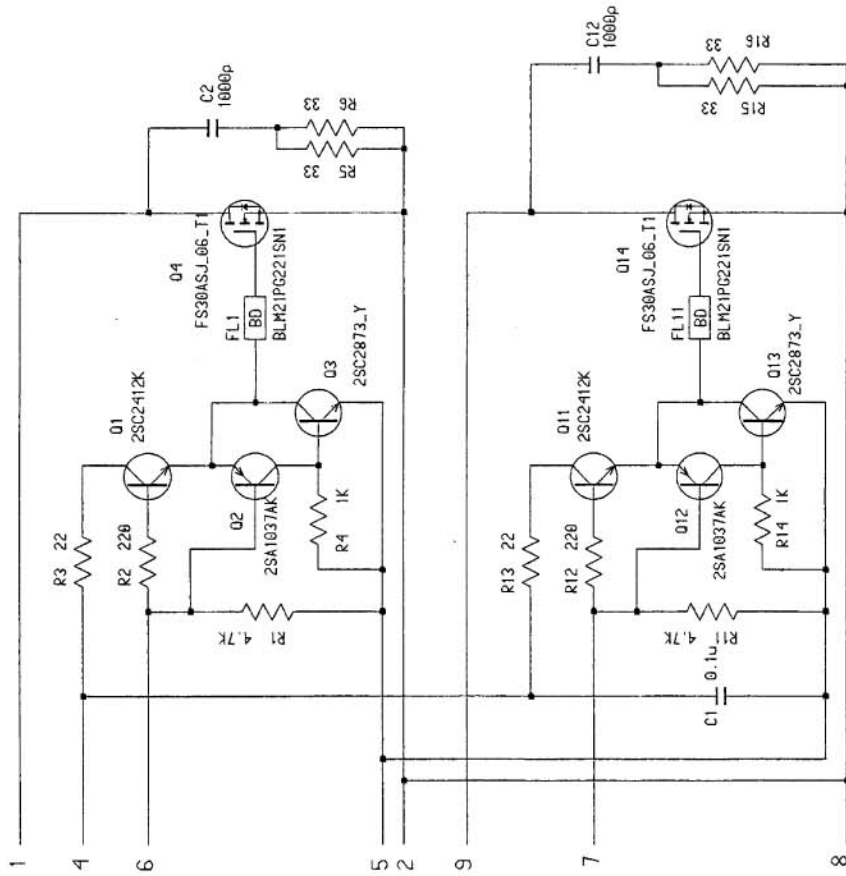 1
4
6
5
2
9
7
8
R3 22
R2 220
R1
4.7K
Q1
2SC2412K
Q2
2SA1037AK
R4 1K
Q3
2SC2873_Y
FL1
BD
BLM21PG221SN1
Q4
FS30ASJ_06_T1
C2
1000p
33
33
R5
R6
R13 22
R12 220
R11
4.7K
C1 0.1u
Q11
2SC2412K
Q12
2SA1037AK
R14 1K
Q13
2SC2873_Y
FL11
BD
BLM21PG221SN1
Q14
FS30ASJ_06_T1
C12
1000p
33
33
R15
R16